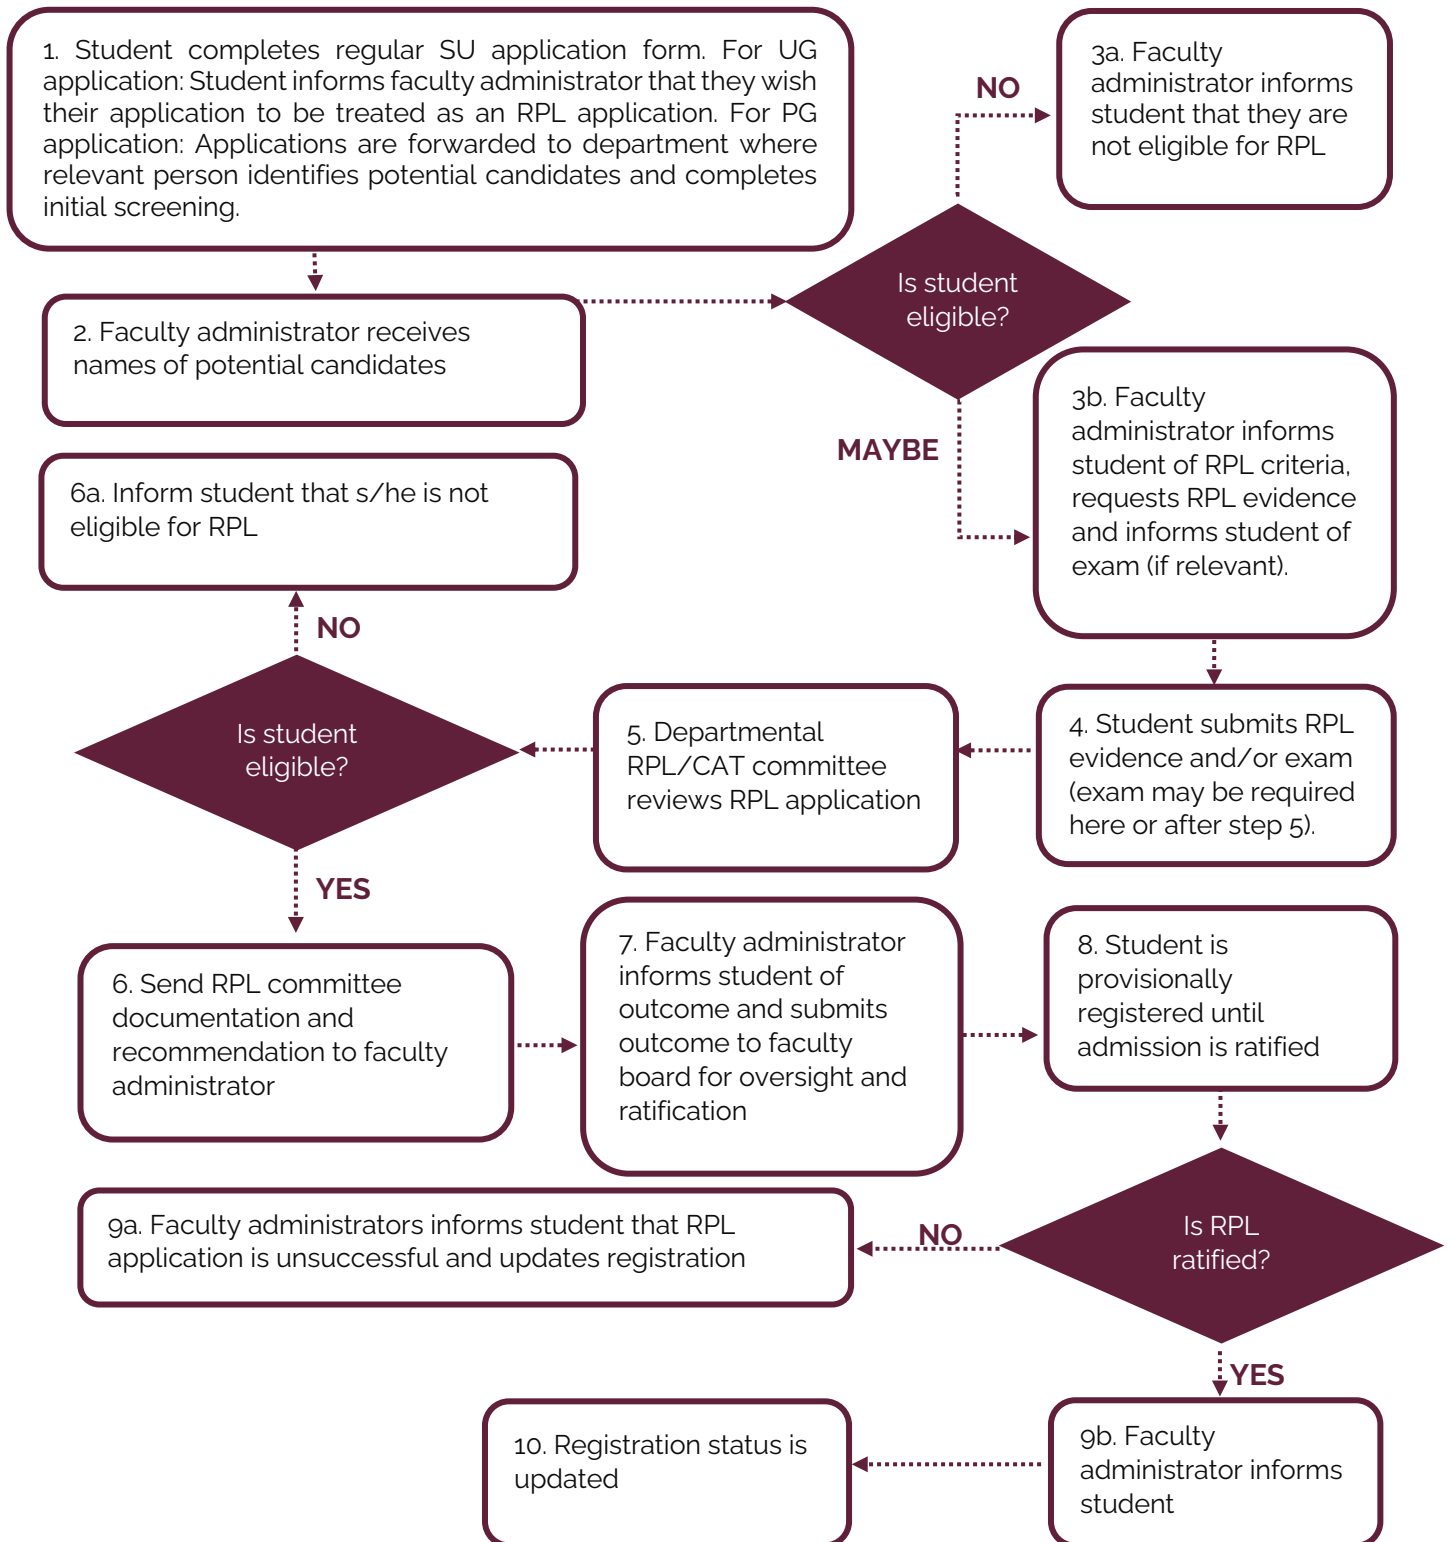 1. Student completes regular SU application form. For UG
application: Student informs faculty administrator that they wish
their application to be treated as an RPL application. For PG
application: Applications are forwarded to department where
relevant person identifies potential candidates and completes
initial screening.
NO
3a. Faculty
administrator informs
student that they are
not eligible for RPL
2. Faculty administrator receives
names of potential candidates
Is student
eligible?
MAYBE
3b. Faculty
administrator informs
student of RPL criteria,
requests RPL evidence
and informs student of
exam (if relevant).
6a. Inform student that s/he is not
eligible for RPL
NO
Is student
eligible?
5. Departmental
RPL/CAT committee
reviews RPL application
4. Student submits RPL
evidence and/or exam
(exam may be required
here or after step 5).
YES
6. Send RPL committee
documentation and
recommendation to faculty
administrator
7. Faculty administrator
informs student of
outcome and submits
outcome to faculty
board for oversight and
ratification
8. Student is
provisionally
registered until
admission is ratified
9a. Faculty administrators informs student that RPL
application is unsuccessful and updates registration
NO
Is RPL
ratified?
YES
10. Registration status is
updated
9b. Faculty
administrator informs
student